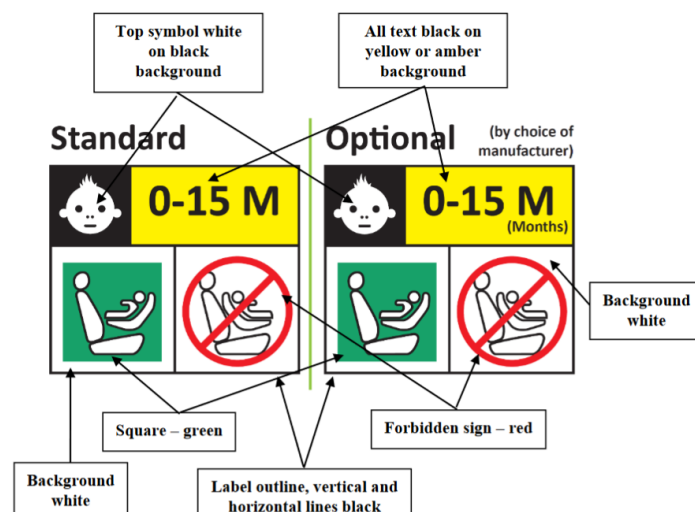 Top symbol white
on black
background
All text black on
yellow or amber
background
Standard
Optional
(by choice of
manufacturer)
0-15 M
0-15 M
(Months)
Background
white
Square – green
Forbidden sign – red
Background
white
Label outline, vertical and
horizontal lines black